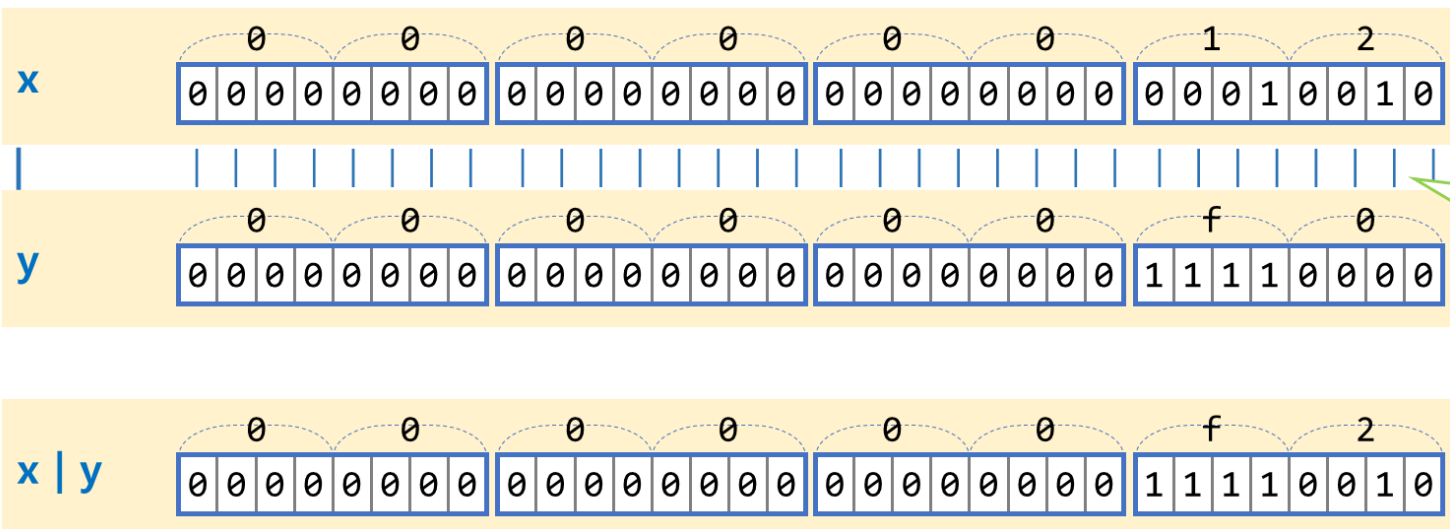 0 0 0 0 0 0 1 2
x 0 0 0 0 0 0 0 0 0 0 0 0 0 0 0 0 0 0 0 0 0 0 0 0 0 0 0 1 0 0 1 0
| | | | | | | | | | | | | | | | | | | | | | | | | | | | | | | | |
0 0 0 0 0 0 f 0
y 0 0 0 0 0 0 0 0 0 0 0 0 0 0 0 0 0 0 0 0 0 0 0 0 1 1 1 1 0 0 0 0
0 0 0 0 0 0 f 2
x | y 0 0 0 0 0 0 0 0 0 0 0 0 0 0 0 0 0 0 0 0 0 0 0 0 1 1 1 1 0 0 1 0